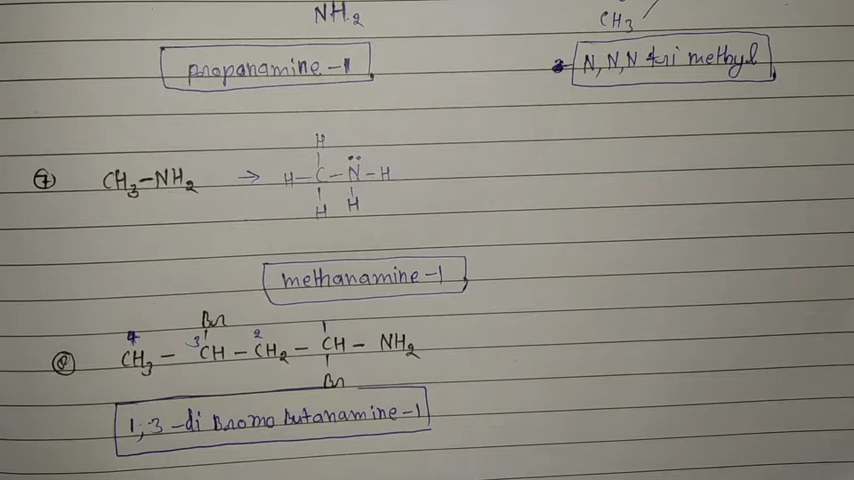 NH2
CH3
propanamine-1
N,N,N tri methyl
7 CH3-NH2 → H-C-N-H
H
H H
methanamine-1
Br
4 3 2 1
8 CH3 - CH - CH2 - CH - NH2
Br
1,3-di Bromo Butanamine-1